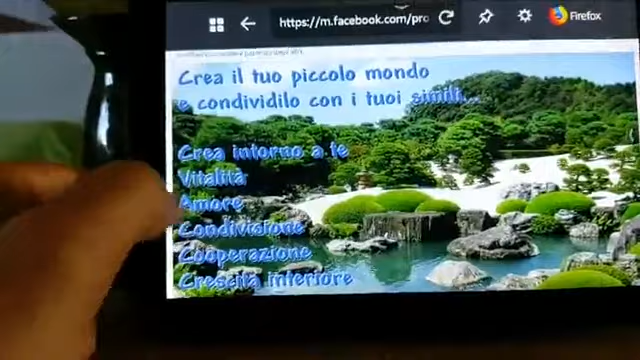 https://m.facebook.com/pro
Firefox
Crea il tuo piccolo mondo
e condividilo con i tuoi simili...
Crea intorno a te
Vitalità
Amore
Condivisione
Cooperazione
Crescita interiore